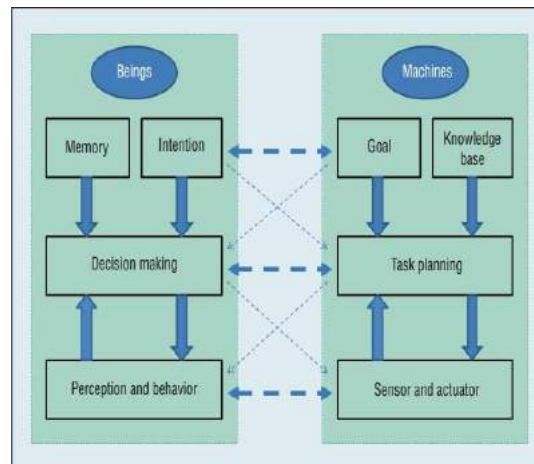 Beings
Machines
Memory
Intention
Goal
Knowledge
base
Decision making
Task planning
Perception and behavior
Sensor and actuator